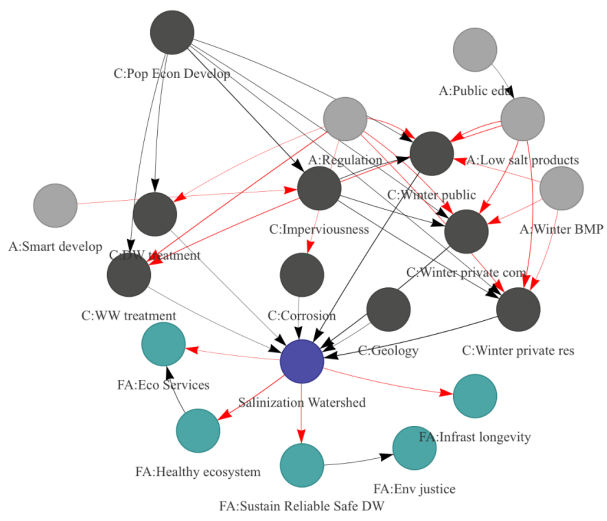 C:Pop Econ Develop
A:Public edu
A:Regulation
A:Low salt products
C:Winter public
A:Smart develop
C:Imperviousness
A:Winter BMP
C:DW treatment
C:Winter private com
C:WW treatment
C:Corrosion
C:Geology
C:Winter private res
FA:Eco Services
Salinization Watershed
FA:Infrast longevity
FA:Healthy ecosystem
FA:Env justice
FA:Sustain Reliable Safe DW